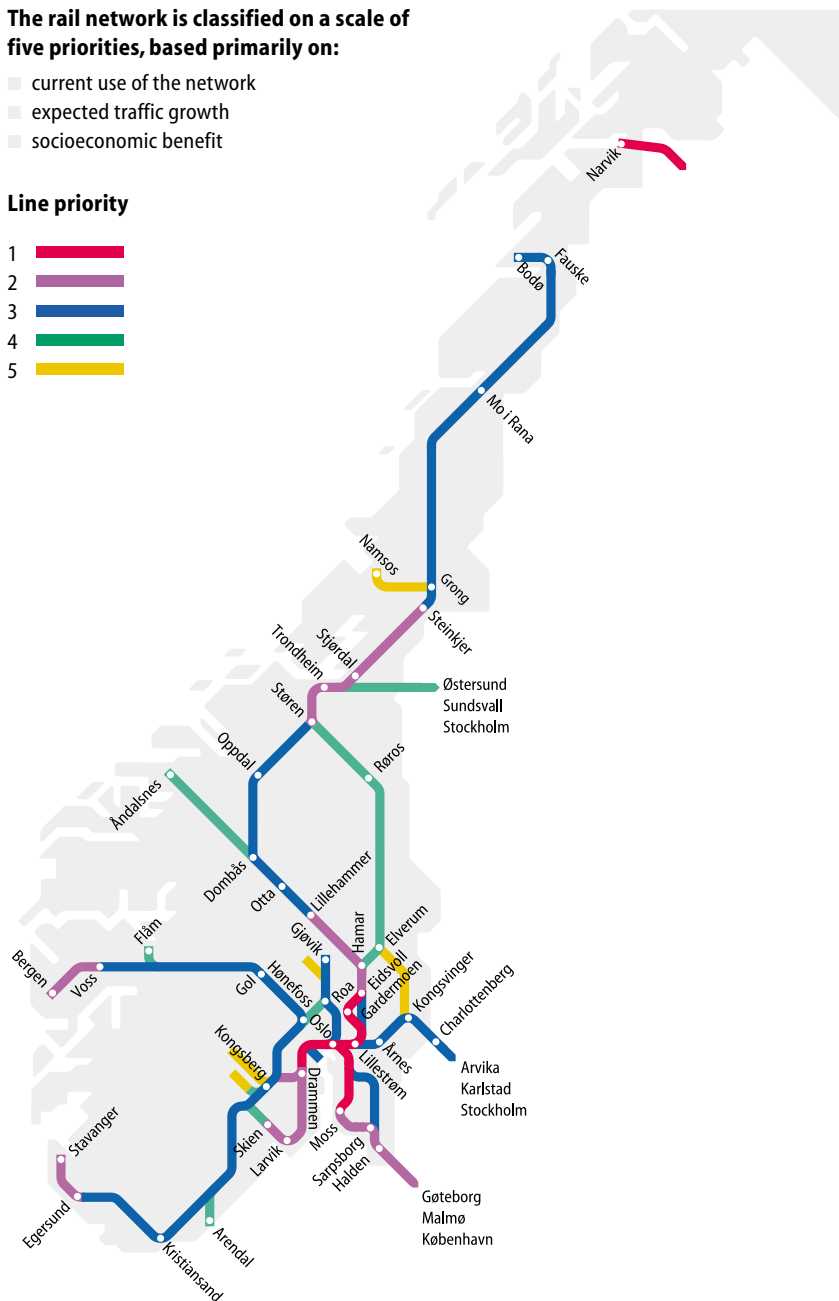 The rail network is classified on a scale of
five priorities, based primarily on:
current use of the network
expected traffic growth
socioeconomic benefit
Line priority
1
2
3
4
5
Narvik
Bodø
Fauske
Mo i Rana
Namsos
Grong
Steinkjer
Stjørdal
Trondheim
Støren
Østersund
Sundsvall
Stockholm
Oppdal
Røros
Åndalsnes
Dombås
Otta
Lillehammer
Hamar
Elverum
Flåm
Gjøvik
Bergen
Voss
Gol
Hønefoss
Roa
Eidsvoll
Gardermoen
Kongsvinger
Charlottenberg
Oslo
Årnes
Lillestrøm
Arvika
Karlstad
Stockholm
Kongsberg
Drammen
Stavanger
Skien
Larvik
Moss
Sarpsborg
Halden
Egersund
Arendal
Kristiansand
Gøteborg
Malmø
København